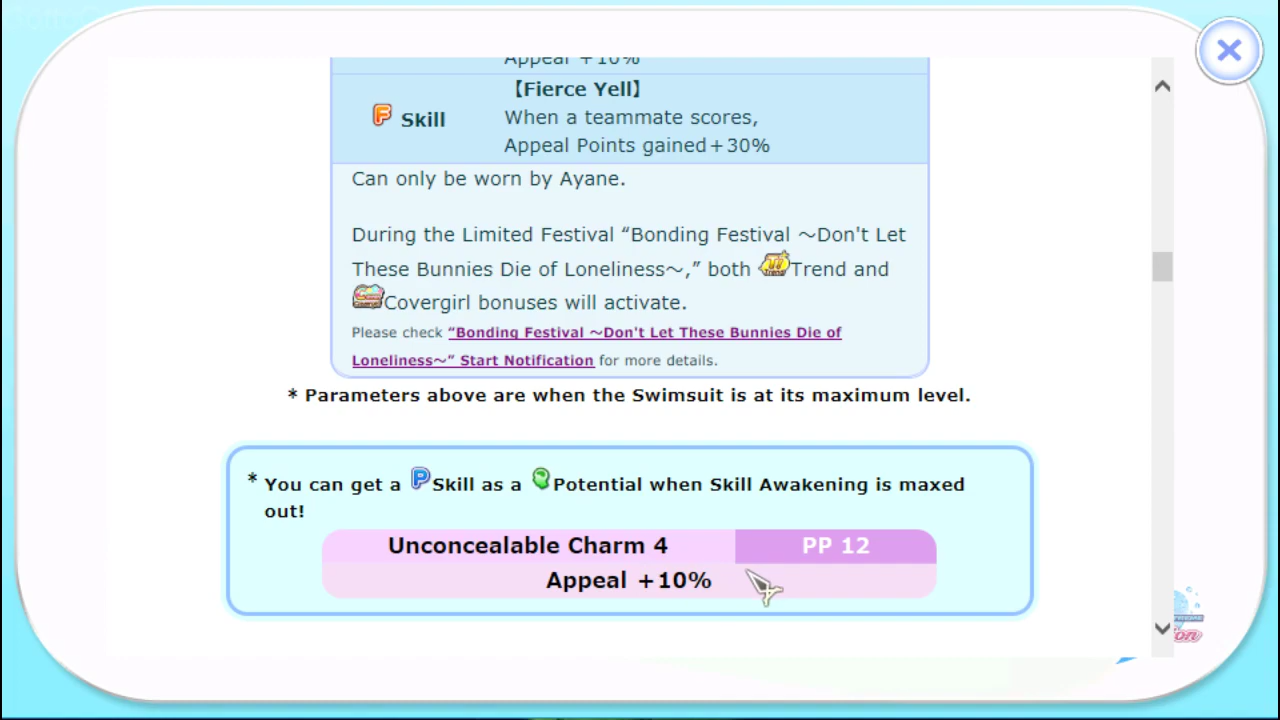 Appeal +10%
【Fierce Yell】
F Skill
When a teammate scores,
Appeal Points gained+30%
Can only be worn by Ayane.
During the Limited Festival “Bonding Festival ～Don't Let
These Bunnies Die of Loneliness～,” both Trend and
Covergirl bonuses will activate.
Please check “Bonding Festival ～Don't Let These Bunnies Die of
Loneliness～” Start Notification for more details.
* Parameters above are when the Swimsuit is at its maximum level.
* You can get a P Skill as a Potential when Skill Awakening is maxed
out!
Unconcealable Charm 4 PP 12
Appeal +10%